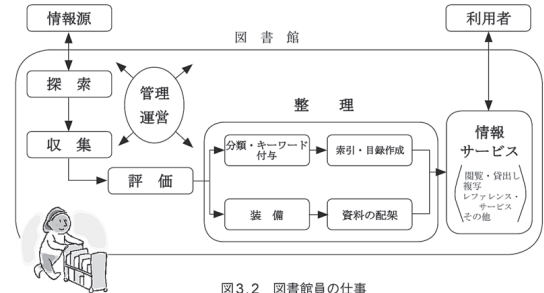 情報源
利用者
図書館
探索
管理
運営
整理
収集
情報
サービス
分類・キーワード
付与
索引・目録作成
閲覧・貸出し
複写
レファレンス・
サービス
その他
評価
装備
資料の配架
図3.2 図書館員の仕事